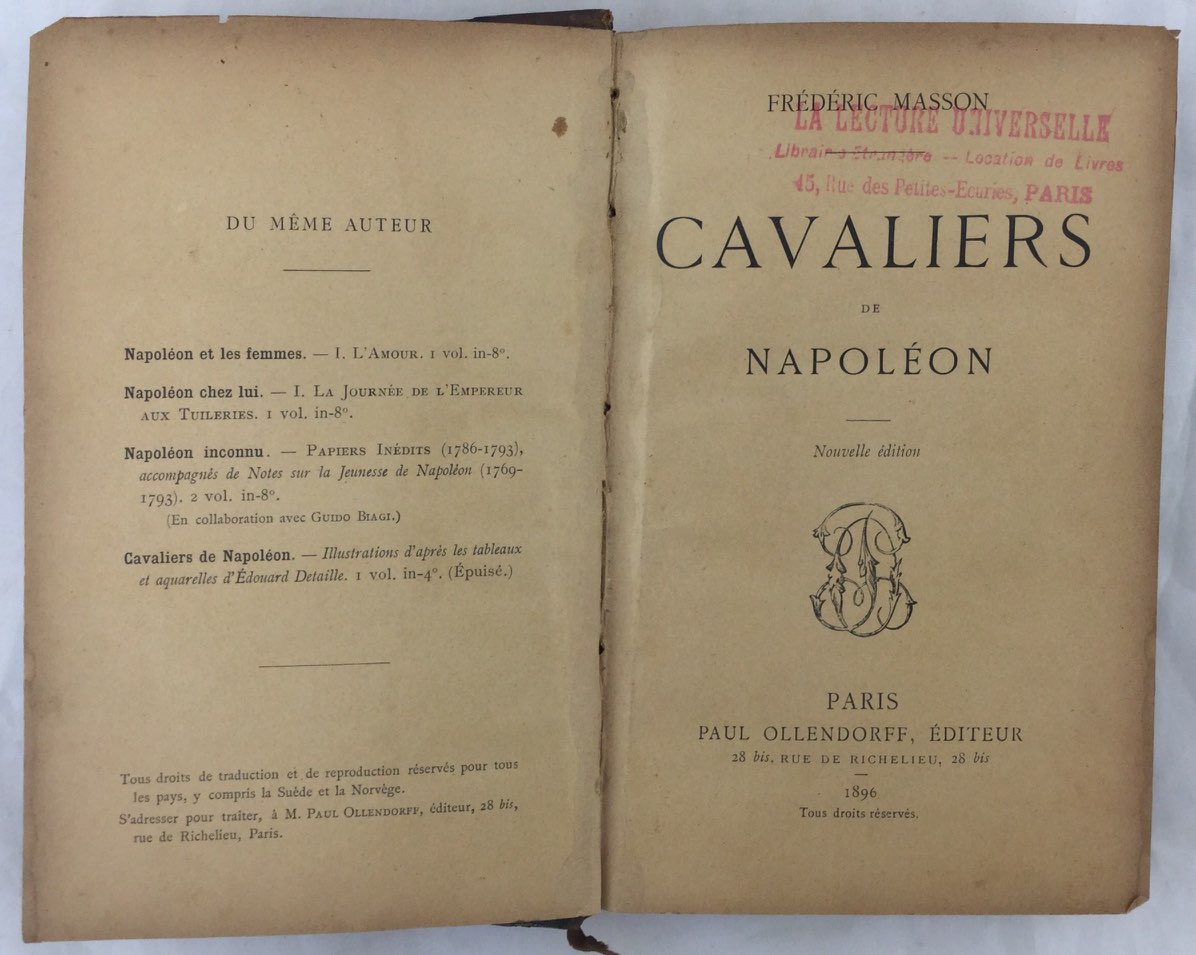 DU MÊME AUTEUR
Napoléon et les femmes. — I. L'Amour. 1 vol. in-8°.
Napoléon chez lui. — I. La Journée de l'Empereur
aux Tuileries. 1 vol. in-8°.
Napoléon inconnu. — Papiers Inédits (1786-1793),
accompagnés de Notes sur la Jeunesse de Napoléon (1769-
1793). 2 vol. in-8°.
(En collaboration avec Guido Biagi.)
Cavaliers de Napoléon. — Illustrations d'après les tableaux
et aquarelles d'Édouard Detaille. 1 vol. in-4°. (Épuisé.)
Tous droits de traduction et de reproduction réservés pour tous
les pays, y compris la Suède et la Norvège.
S'adresser pour traiter, à M. Paul Ollendorff, éditeur, 28 bis,
rue de Richelieu, Paris.
FRÉDÉRIC MASSON
LA LECTURE UNIVERSELLE
Librairie Étrangère -- Location de Livres
45, Rue des Petites-Ecuries, PARIS
CAVALIERS
DE
NAPOLÉON
Nouvelle édition
PARIS
PAUL OLLENDORFF, ÉDITEUR
28 bis, RUE DE RICHELIEU, 28 bis
1896
Tous droits réservés.